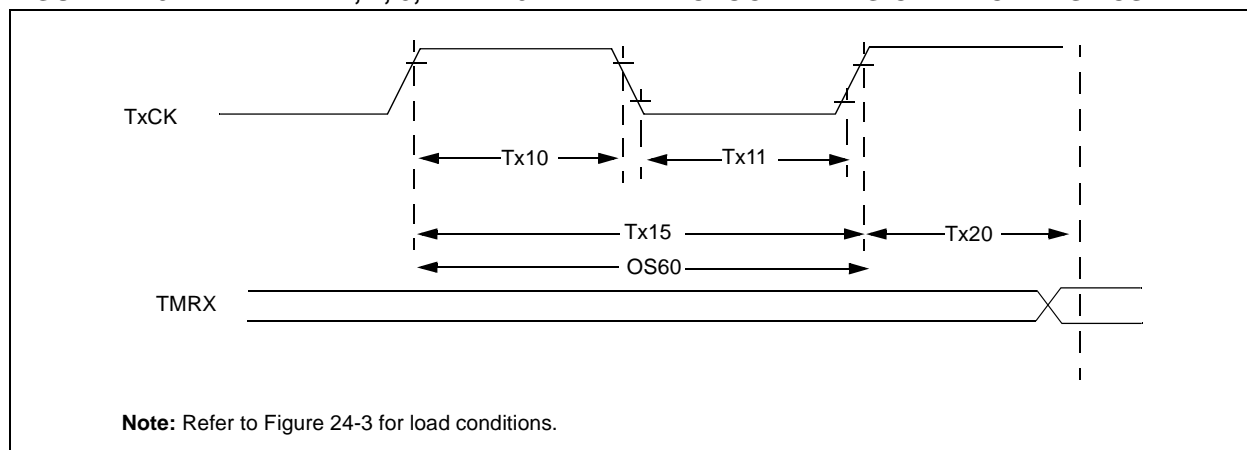 TxCK
Tx10
Tx11
Tx15
Tx20
OS60
TMRX
Note: Refer to Figure 24-3 for load conditions.